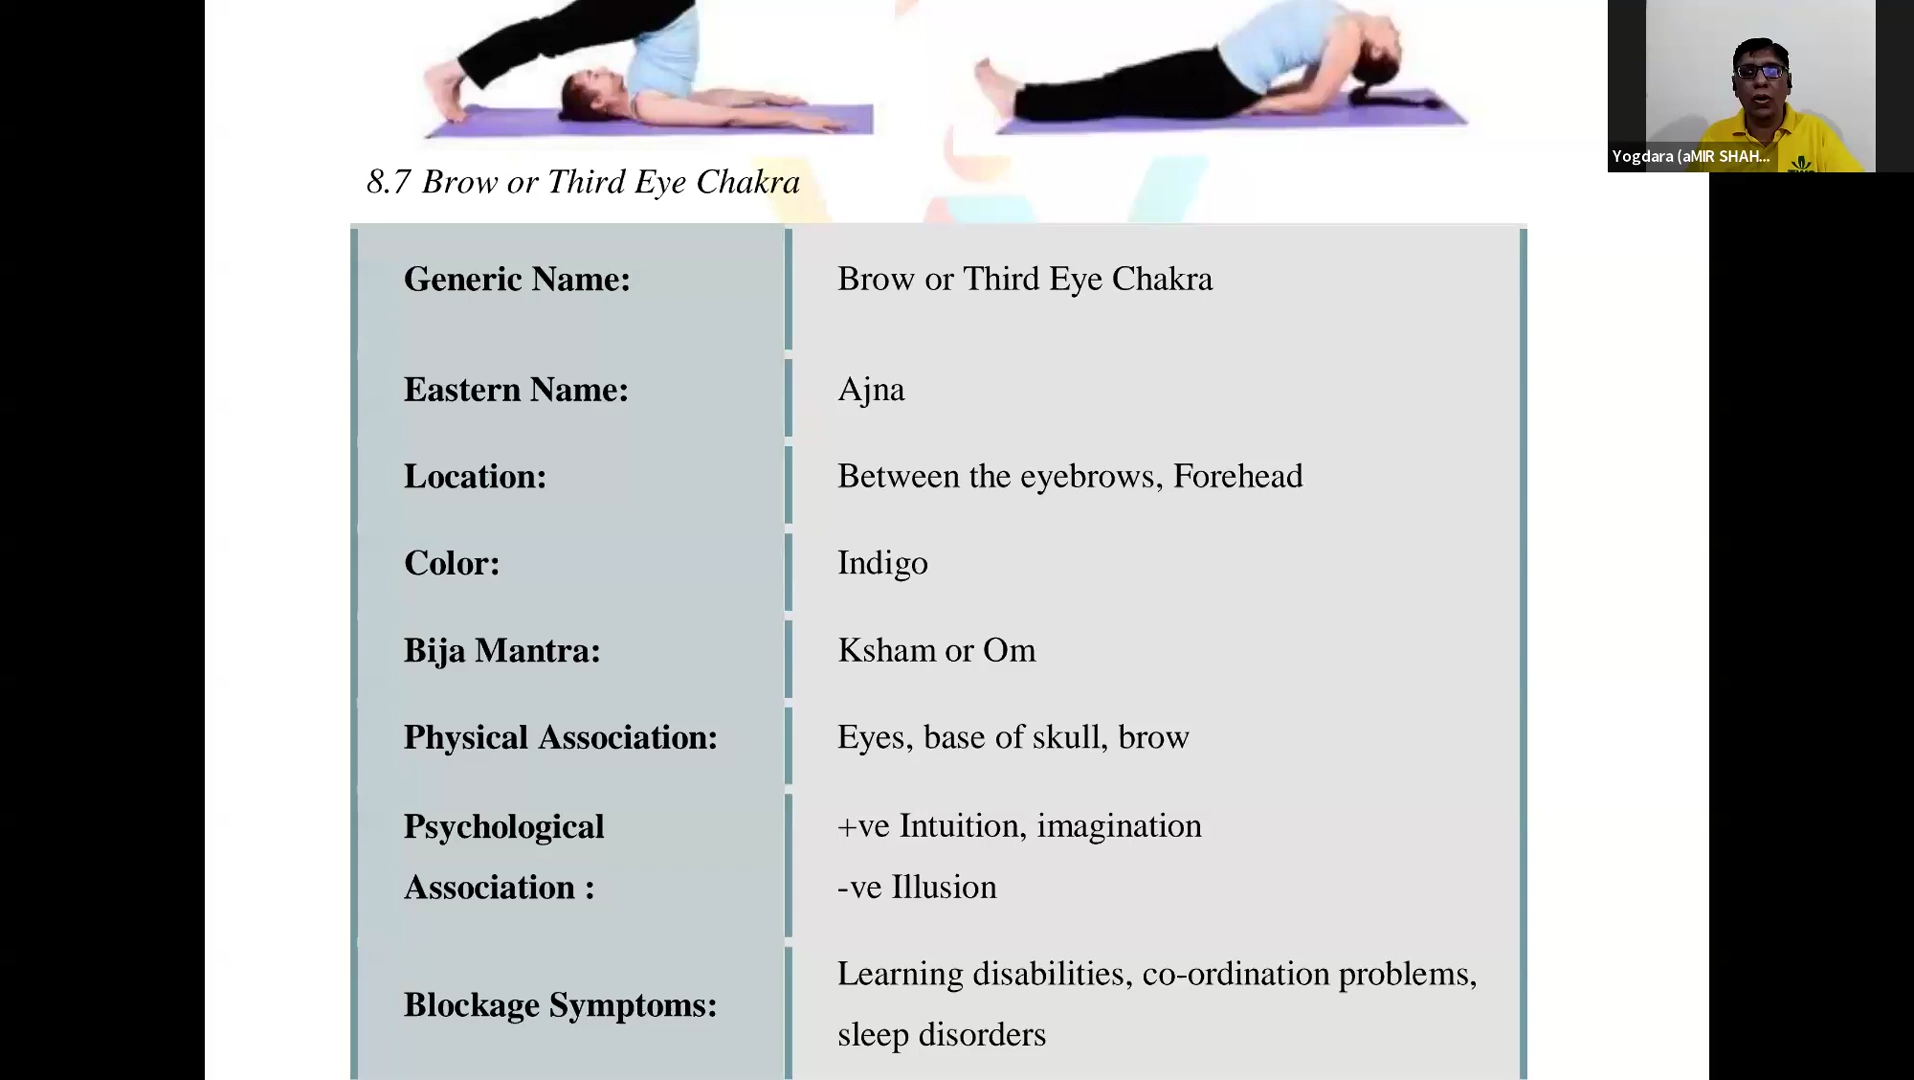 Yogdara (aMIR SHAH...
8.7 Brow or Third Eye Chakra
Generic Name: Brow or Third Eye Chakra
Eastern Name: Ajna
Location: Between the eyebrows, Forehead
Color: Indigo
Bija Mantra: Ksham or Om
Physical Association: Eyes, base of skull, brow
Psychological +ve Intuition, imagination
Association : -ve Illusion
Blockage Symptoms: Learning disabilities, co-ordination problems,
sleep disorders